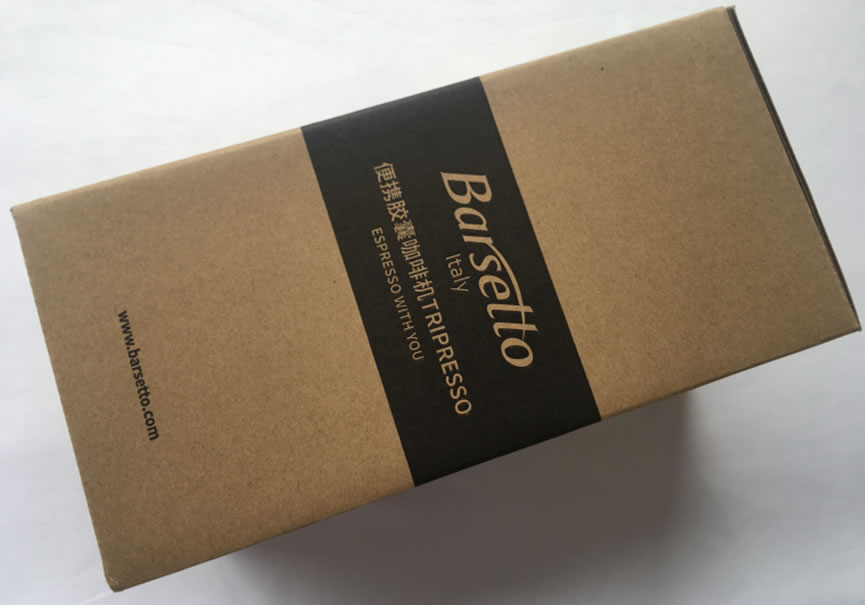 Barsetto
Italy
便携胶囊咖啡机TRIPRESSO
ESPRESSO WITH YOU
www.barsetto.com